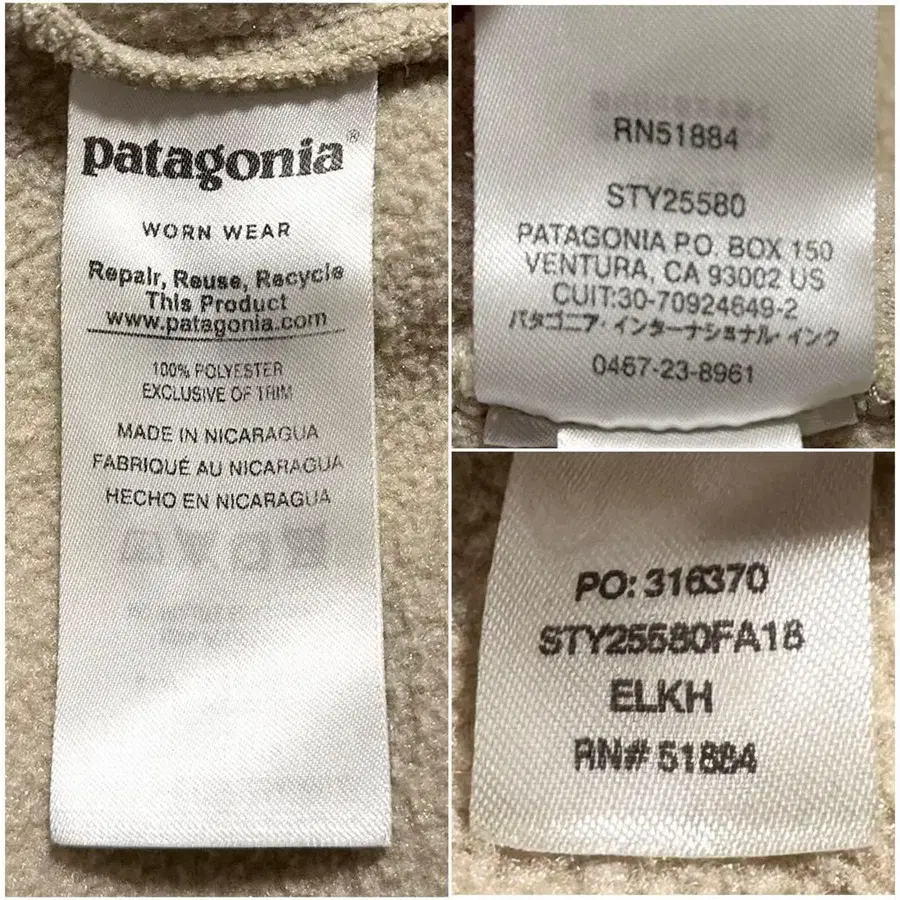 patagonia®
WORN WEAR
Repair, Reuse, Recycle
This Product
www.patagonia.com
100% POLYESTER
EXCLUSIVE OF TRIM
MADE IN NICARAGUA
FABRIQUÉ AU NICARAGUA
HECHO EN NICARAGUA
RN51884
STY25580
PATAGONIA P.O. BOX 150
VENTURA, CA 93002 US
CUIT:30-70924649-2
パタゴニア・インターナショナル・インク
0467-23-8961
PO: 316370
STY25580FA18
ELKH
RN# 51884